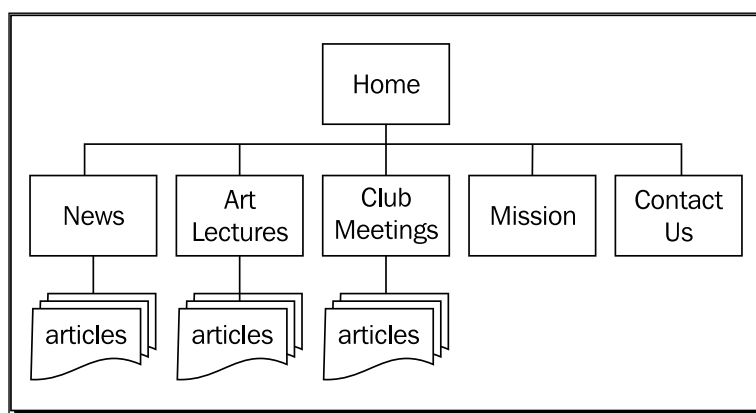 Home
News
Art
Lectures
Club
Meetings
Mission
Contact
Us
articles
articles
articles